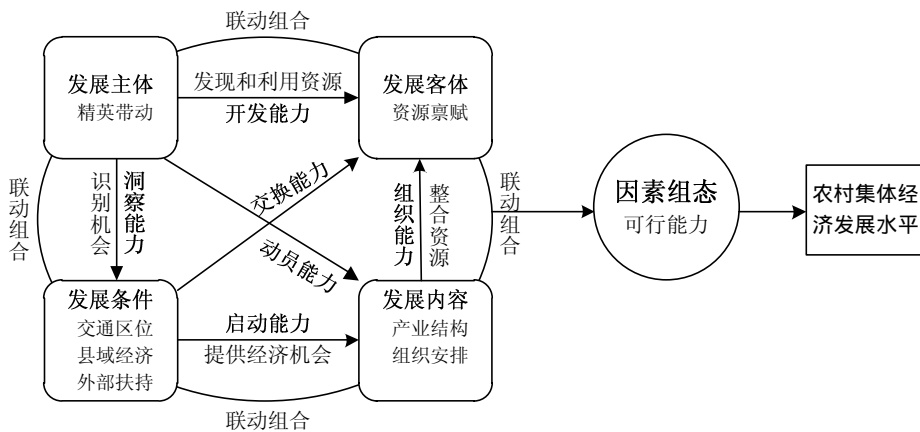 联动组合
发展主体
精英带动
发现和利用资源
开发能力
发展客体
资源禀赋
联动组合
识别机会
洞察能力
交换能力
动员能力
组织能力
整合资源
联动组合
因素组态
可行能力
农村集体经
济发展水平
发展条件
交通区位
县域经济
外部扶持
启动能力
提供经济机会
发展内容
产业结构
组织安排
联动组合